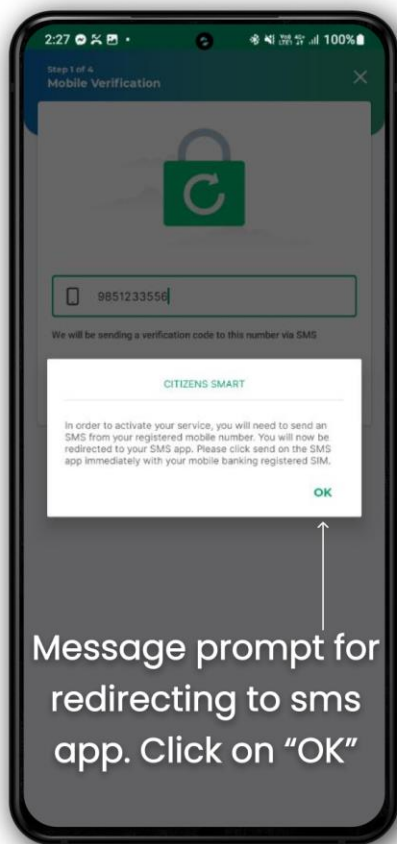 2:27
100%
Step 1 of 4
Mobile Verification
9851233556
We will be sending a verification code to this number via SMS
CITIZENS SMART
In order to activate your service, you will need to send an
SMS from your registered mobile number. You will now be
redirected to your SMS app. Please click send on the SMS
app immediately with your mobile banking registered SIM.
OK
Message prompt for
redirecting to sms
app. Click on “OK”